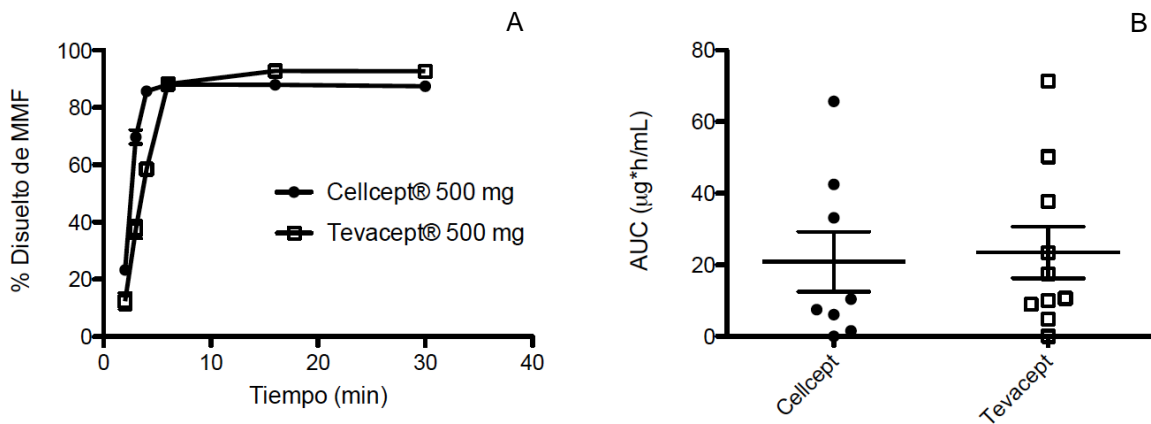 A
% Disuelto de MMF
100
80
60
40
20
0
0 10 20 30 40
Tiempo (min)
Cellcept® 500 mg
Tevacept® 500 mg
B
AUC (µg*h/mL)
80
60
40
20
0
Cellcept
Tevacept